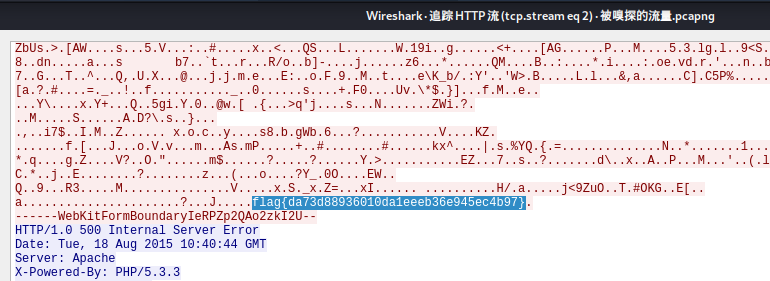 Wireshark · 追踪 HTTP 流 (tcp.stream eq 2) · 被嗅探的流量.pcapng
ZbUs.>.[AW....s...5.V...:..#.....x..<...QS...L.......W.19i..g......<+....[AG......P...M....5.3.lg.l..9<S.
8..dn.....a...s b7..`t...r...R/o..b]-....j......z6...*......QM....B..:....*.i....:.oe.vd.r.'...n..b
7..G...T..^...Q,.U.X...@...j.j.m.e...E:..o.F.9..M..t....e\K_b/.:Y'..'W>.B.....L.l...&,a......C].C5P%.....
[a.?.#....=._..!..f..........._..0......s....+.F0....Uv.\*$.}]...f.M..e..
...Y\....x.Y+...Q..5gi.Y.0..@w.[ .{...>q'j....s...N.......ZWi.?.
..M.....S......A.D?\.s..}...
.,..i7$..I.M..Z...... x.o.c..y....s8.b.gWb.6...?..........V....KZ.
.......f.[...J...o.V.v...m...As.mP.....+..#........#......kx^....|.s.%YQ.{.=.............N..*.......1...
*.q....g.Z....V?..O."......m$......?.....?......Y.>...........EZ...7..s..?.......d\..x..A..P...M...'..(.l
C.*..j..E........?........z...(...o....?Y_.0O....EW..
Q..9...R3.....M...............V.....x.S._x.Z=...xI..... ............H/.a.....j<9ZuO..T.#OKG..E[..
a...................?...J.....flag{da73d88936010da1eeeb36e945ec4b97}.
------WebKitFormBoundaryIeRPZp2QAo2zkI2U--
HTTP/1.0 500 Internal Server Error
Date: Tue, 18 Aug 2015 10:40:44 GMT
Server: Apache
X-Powered-By: PHP/5.3.3